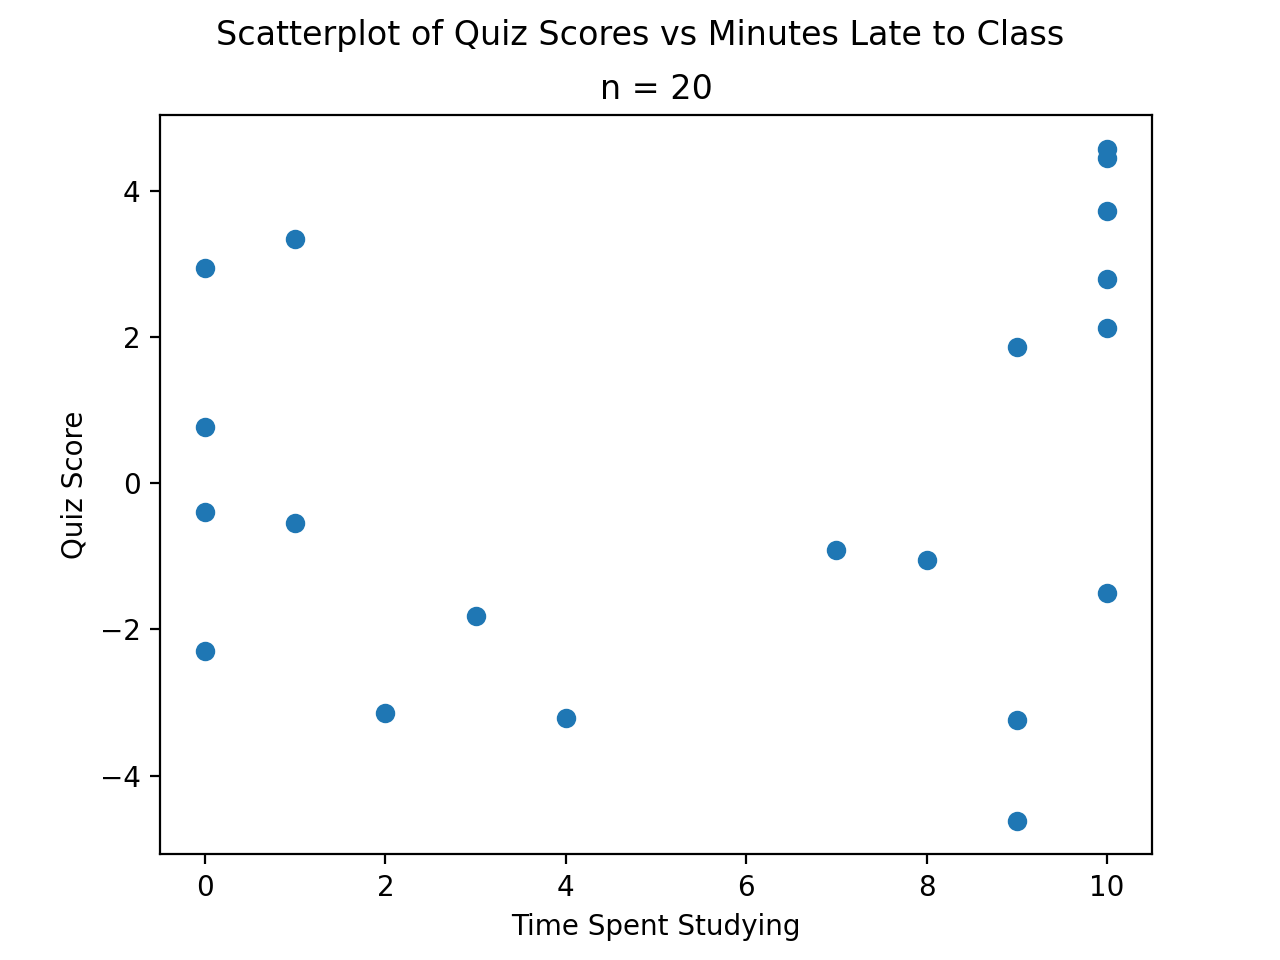 Scatterplot of Quiz Scores vs Minutes Late to Class
n = 20
4
2
0
−2
−4
Quiz Score
0 2 4 6 8 10
Time Spent Studying